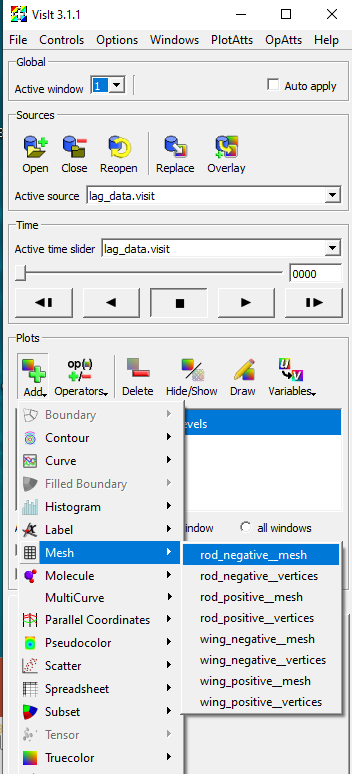 VisIt 3.1.1
File Controls Options Windows PlotAtts OpAtts Help
Global
Active window 1 Auto apply
Sources
Open Close Reopen Replace Overlay
Active source lag_data.visit
Time
Active time slider lag_data.visit
0000
Plots
op(·)
+/-
Add Operators Delete Hide/Show Draw Variables
Boundary
Contour
evels
Curve
Filled Boundary
Histogram
Label
indow all windows
Mesh
rod_negative__mesh
Molecule
rod_negative__vertices
MultiCurve
rod_positive__mesh
Parallel Coordinates
rod_positive__vertices
Pseudocolor
wing_negative__mesh
Scatter
wing_negative__vertices
Spreadsheet
wing_positive__mesh
Subset
wing_positive__vertices
Tensor
Truecolor